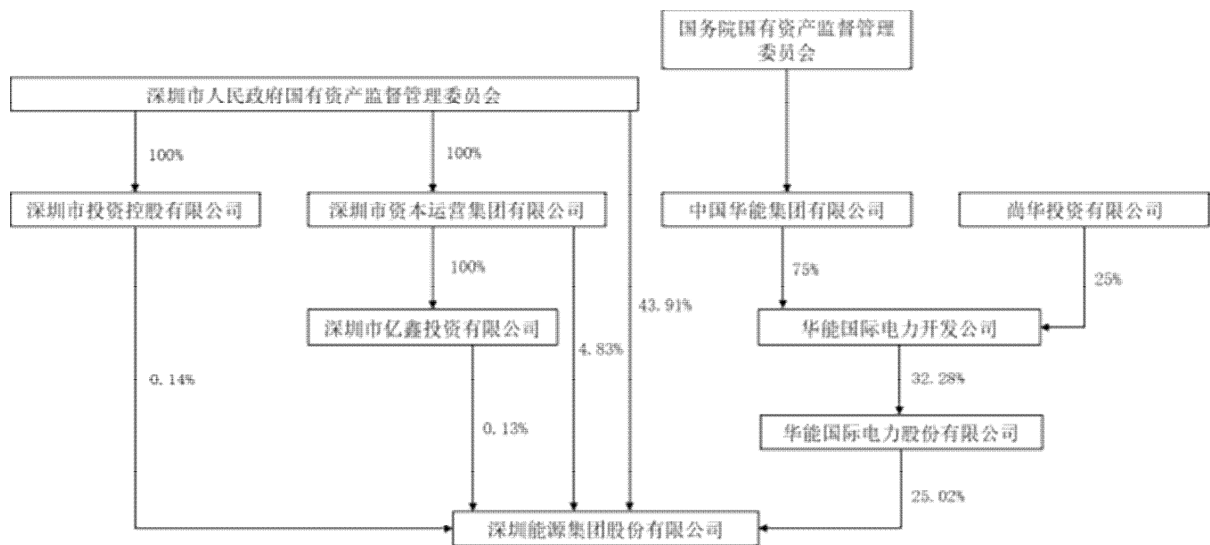 国务院国有资产监督管理
委员会
深圳市人民政府国有资产监督管理委员会
100%
100%
深圳市投资控股有限公司
深圳市资本运营集团有限公司
中国华能集团有限公司
尚华投资有限公司
100%
75%
25%
43.91%
深圳市亿鑫投资有限公司
华能国际电力开发公司
4.83%
0.14%
32.28%
0.13%
华能国际电力股份有限公司
25.02%
深圳能源集团股份有限公司